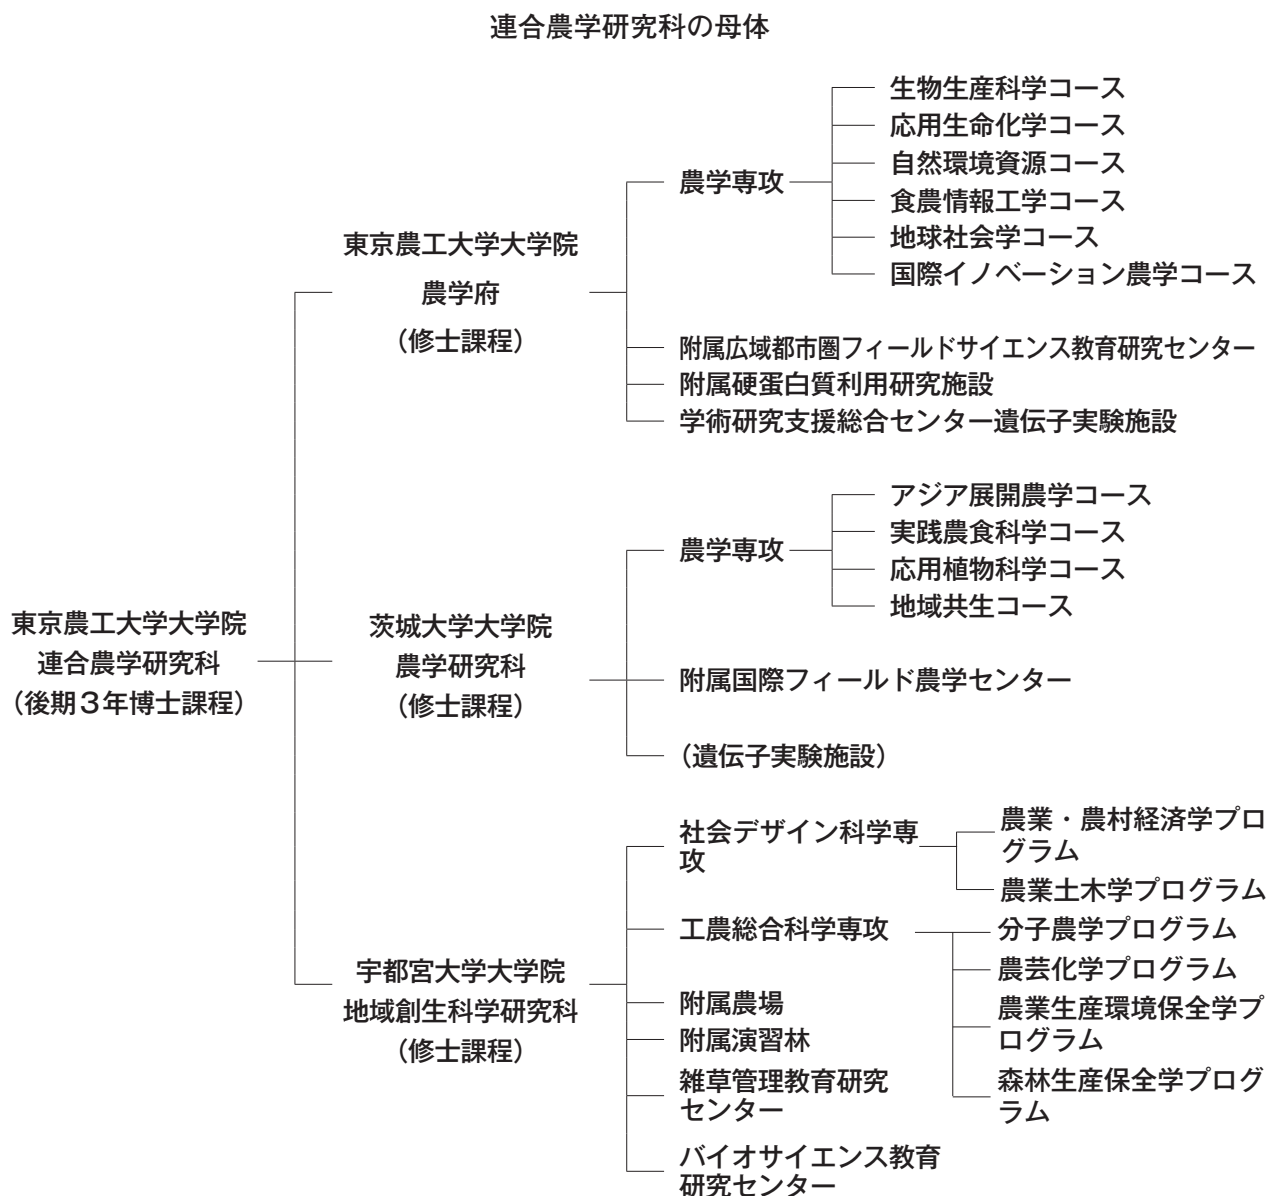 連合農学研究科の母体
東京農工大学大学院
連合農学研究科
(後期3年博士課程)
東京農工大学大学院
農学府
(修士課程)
農学専攻
生物生産科学コース
応用生命化学コース
自然環境資源コース
食農情報工学コース
地球社会学コース
国際イノベーション農学コース
附属広域都市圏フィールドサイエンス教育研究センター
附属硬蛋白質利用研究施設
学術研究支援総合センター遺伝子実験施設
茨城大学大学院
農学研究科
(修士課程)
農学専攻
アジア展開農学コース
実践農食科学コース
応用植物科学コース
地域共生コース
附属国際フィールド農学センター
(遺伝子実験施設)
宇都宮大学大学院
地域創生科学研究科
(修士課程)
社会デザイン科学専
攻
農業・農村経済学プロ
グラム
農業土木学プログラム
工農総合科学専攻
分子農学プログラム
農芸化学プログラム
農業生産環境保全学プ
ログラム
森林生産保全学プログ
ラム
附属農場
附属演習林
雑草管理教育研究
センター
バイオサイエンス教育
研究センター